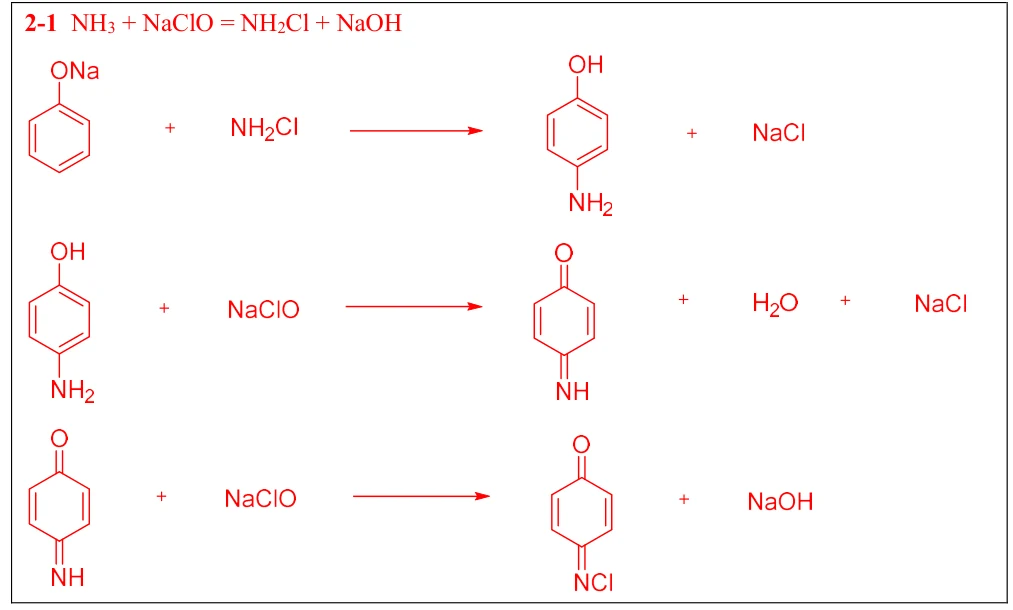 2-1 NH₃ + NaClO = NH₂Cl + NaOH
ONa
+ NH₂Cl
OH
NH₂
+ NaCl
OH
NH₂
+ NaClO
O
NH
+ H₂O + NaCl
O
NH
+ NaClO
O
NCl
+ NaOH